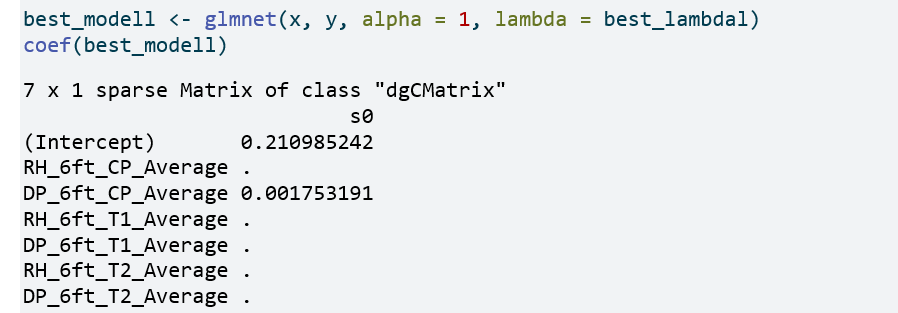 best_modell <- glmnet(x, y, alpha = 1, lambda = best_lambdal)
coef(best_modell)
7 x 1 sparse Matrix of class "dgCMatrix"
s0
(Intercept) 0.210985242
RH_6ft_CP_Average .
DP_6ft_CP_Average 0.001753191
RH_6ft_T1_Average .
DP_6ft_T1_Average .
RH_6ft_T2_Average .
DP_6ft_T2_Average .